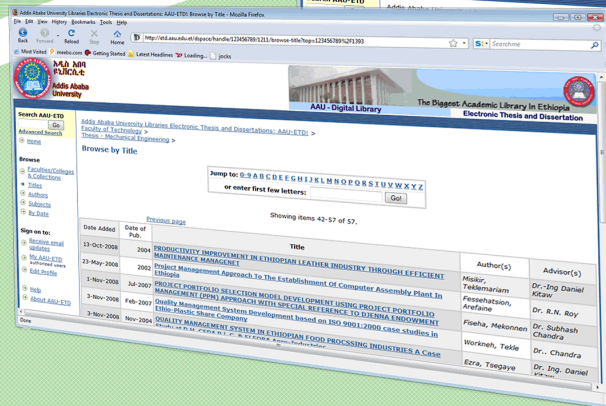 Addis Ababa University Libraries Electronic Thesis and Dissertations: AAU-ETD!: Browse by Title - Mozilla Firefox
File Edit View History Bookmarks Tools Help
Back Forward Reload Stop Home
http://etd.aau.edu.et/dspace/handle/123456789/1211/browse-title?top=123456789%2F1393
Searchme
Most Visited meebo.com Getting Started Latest Headlines Loading... jocks
አዲስ አበባ
ዩኒቨርሲቲ
Addis Ababa
University
AAU - Digital Library
The Biggest Academic Library In Ethiopia
Electronic Thesis and Dissertation
Search AAU-ETD
Go
Advanced Search
Home
Browse
Faculties/Colleges
& Collections
Titles
Authors
Subjects
By Date
Sign on to:
Receive email
updates
My AAU-ETD
authorized users
Edit Profile
Help
About AAU-ETD
Addis Ababa University Libraries Electronic Thesis and Dissertations: AAU-ETD! >
Faculty of Technology >
Thesis - Mechanical Engineering >
Browse by Title
Jump to: 0-9 A B C D E F G H I J K L M N O P Q R S T U V W X Y Z
or enter first few letters: Go!
Showing items 42-57 of 57.
Previous page
Date Added Date of Pub. Title Author(s) Advisor(s)
13-Oct-2008 2004 PRODUCTIVITY IMPROVEMENT IN ETHIOPIAN LEATHER INDUSTRY THROUGH EFFICIENT
MAINTENANCE MANAGENET Misikir, Teklemariam Dr.-Ing Daniel Kitaw
23-May-2008 2002 Project Management Approach To The Establishment Of Computer Assembly Plant In
Ethiopia Fessehatsion, Arefaine Dr. R.N. Roy
1-Nov-2008 Jul-2007 PROJECT PORTFOLIO SELECTION MODEL DEVELOPMENT USING PROJECT PORTFOLIO
MANAGEMENT (PPM) APPROACH WITH SPECIAL REFERENCE TO DJENNA ENDOWMENT Fiseha, Mekonnen Dr. Subhash Chandra
3-Nov-2008 Feb-2007 Quality Management System Development based on ISO 9001:2000 case studies in
Ethio-Plastic Share Company Workneh, Tekle Dr.. Chandra
3-Nov-2008 Nov-2004 QUALITY MANAGEMENT SYSTEM IN ETHIOPIAN FOOD PROCSSING INDUSTRIES A Case
Ezra, Tsegaye Dr. Ing. Daniel Kitaw
Done